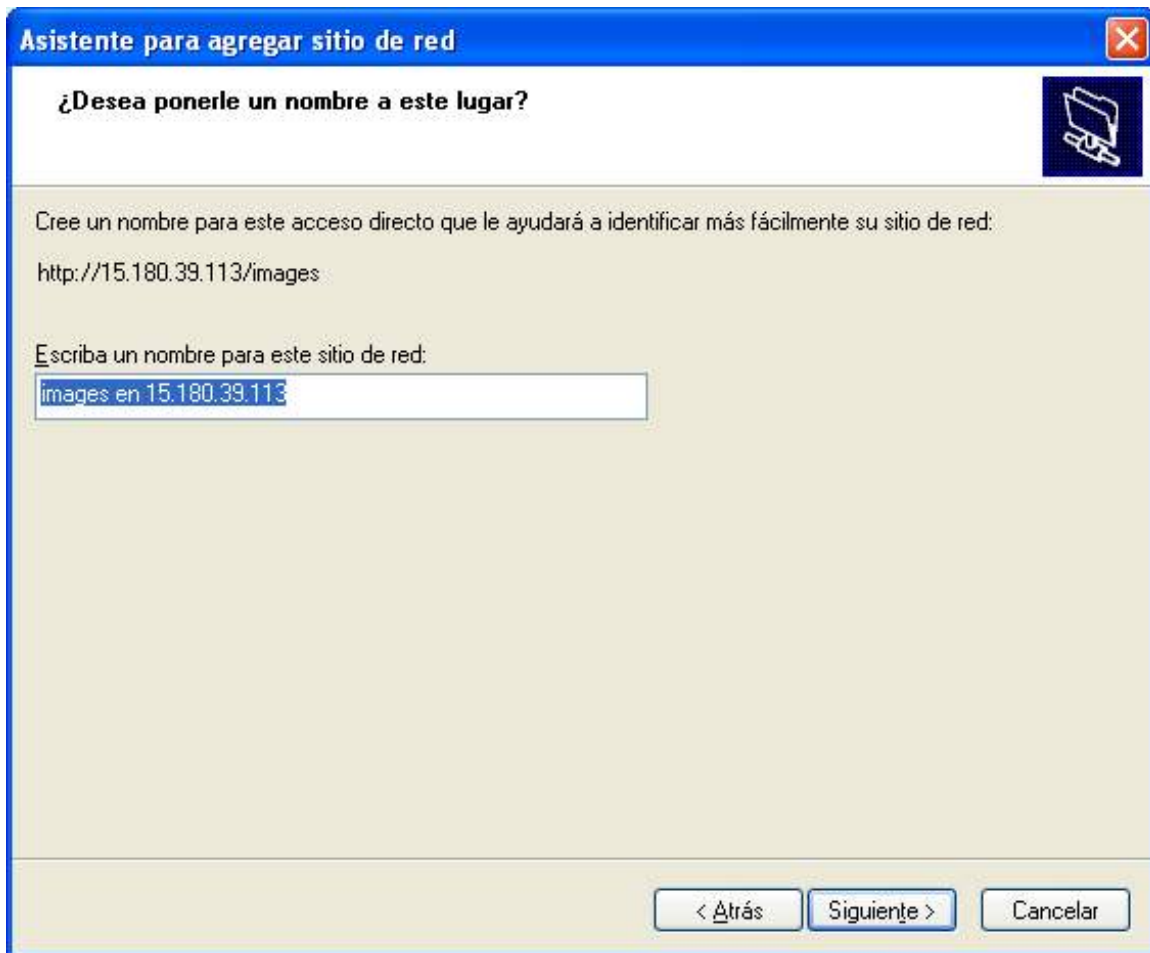 Asistente para agregar sitio de red
¿Desea ponerle un nombre a este lugar?
Cree un nombre para este acceso directo que le ayudará a identificar más fácilmente su sitio de red:
http://15.180.39.113/images
Escriba un nombre para este sitio de red:
images en 15.180.39.113
< Atrás
Siguiente >
Cancelar